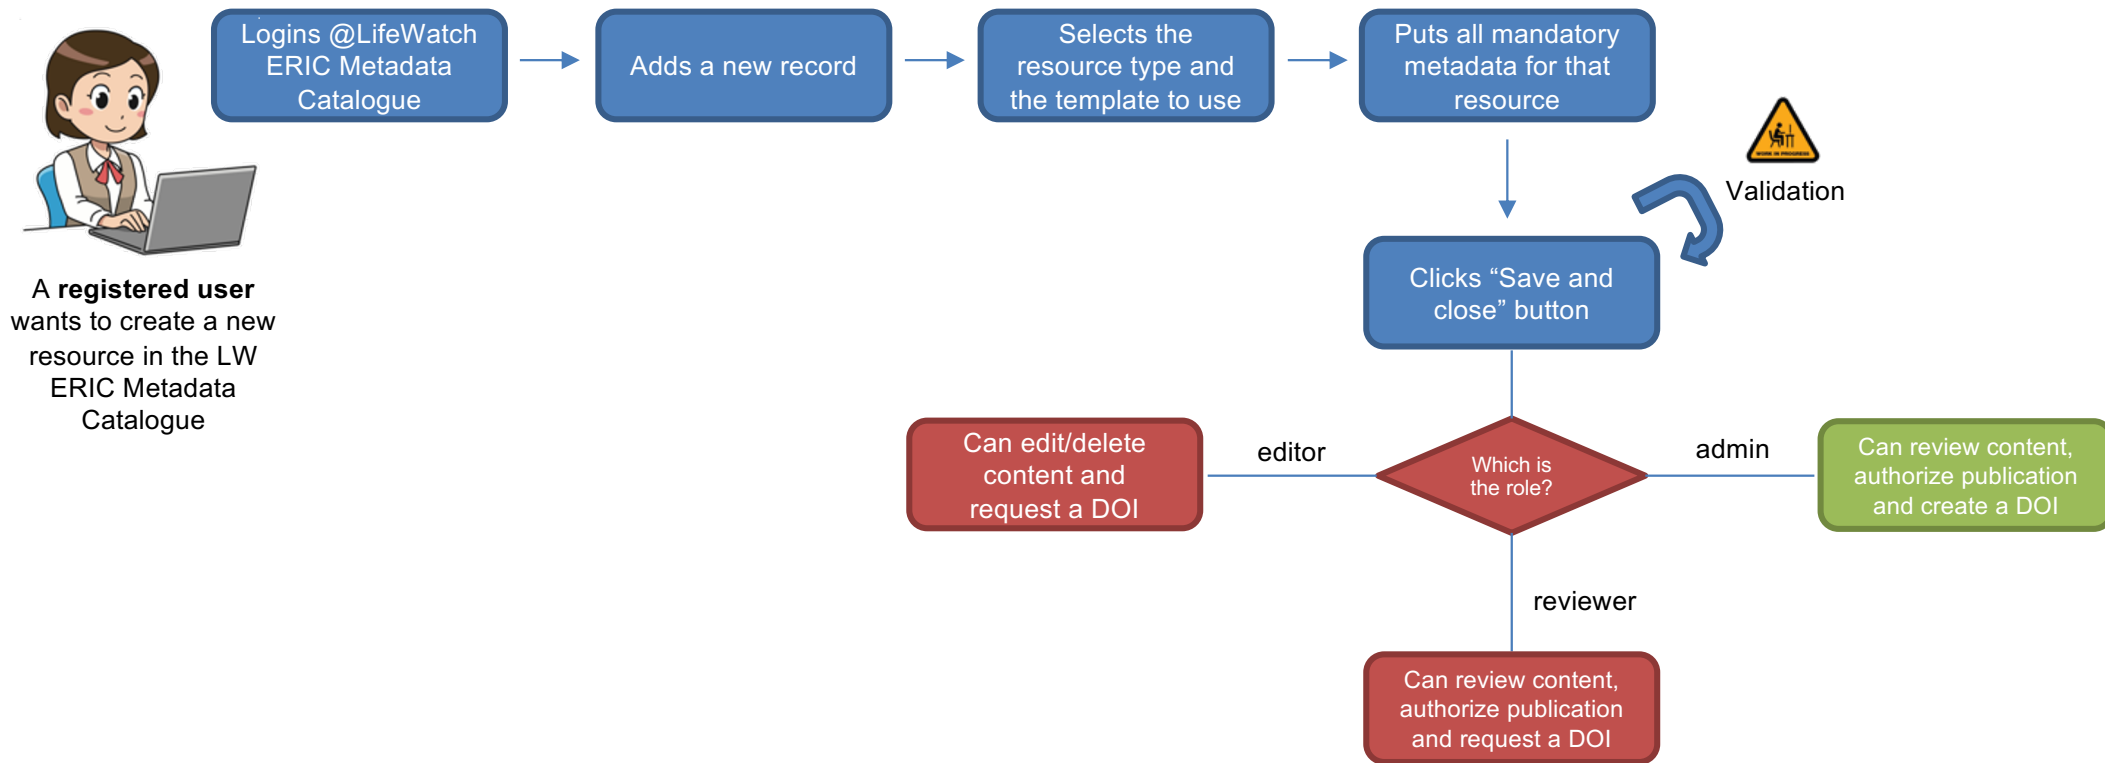 Logins @LifeWatch
ERIC Metadata
Catalogue
Adds a new record
Selects the
resource type and
the template to use
Puts all mandatory
metadata for that
resource
WORK IN PROGRESS
Validation
A registered user
wants to create a new
resource in the LW
ERIC Metadata
Catalogue
Clicks “Save and
close” button
Which is
the role?
editor
Can edit/delete
content and
request a DOI
admin
Can review content,
authorize publication
and create a DOI
reviewer
Can review content,
authorize publication
and request a DOI